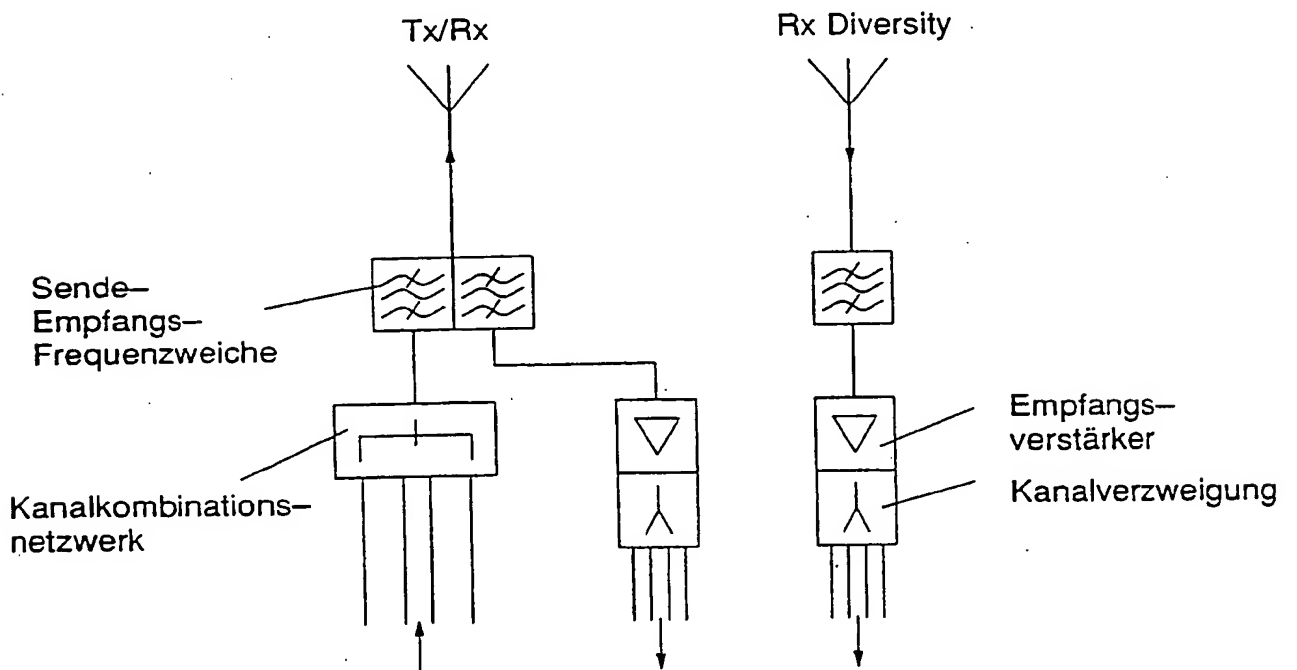 Tx/Rx
Rx Diversity
Sende–
Empfangs–
Frequenzweiche
Empfangs–
verstärker
Kanalverzweigung
Kanalkombinations–
netzwerk